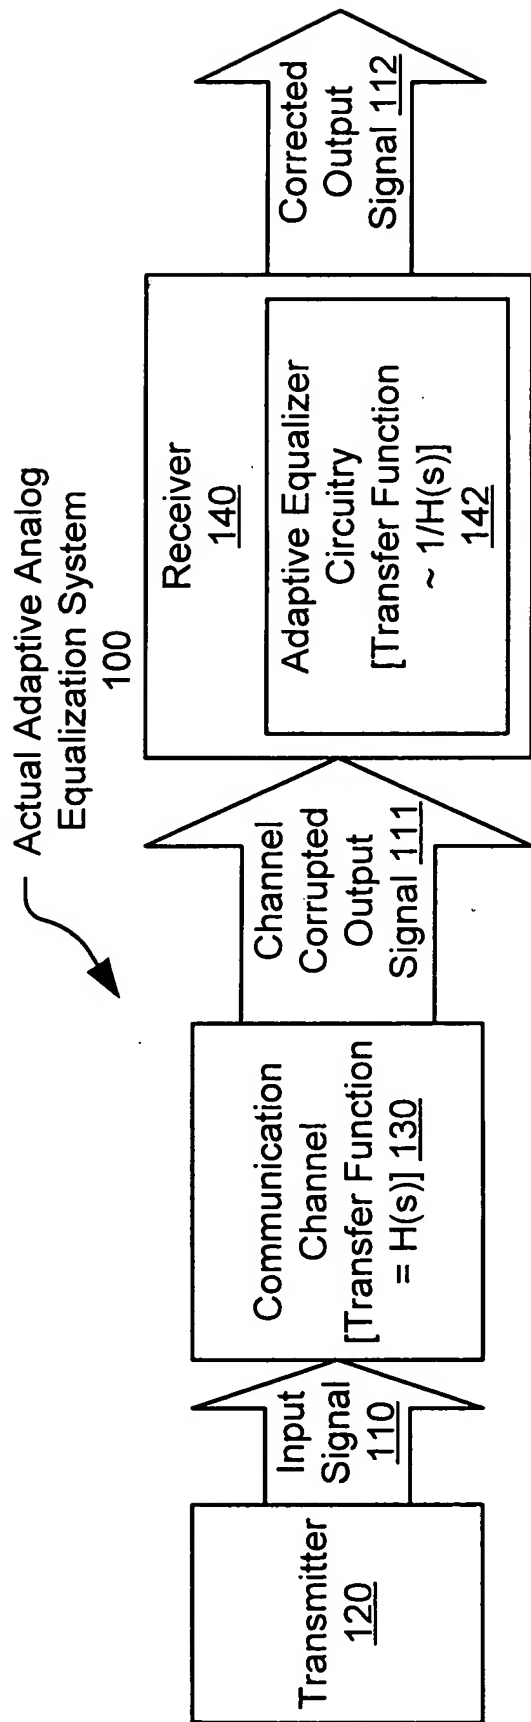 Actual Adaptive Analog
Equalization System
100
Transmitter
120
Input
Signal
110
Communication
Channel
[Transfer Function
= H(s)] 130
Channel
Corrupted
Output
Signal 111
Receiver
140
Adaptive Equalizer
Circuitry
[Transfer Function
~ 1/H(s)]
142
Corrected
Output
Signal 112